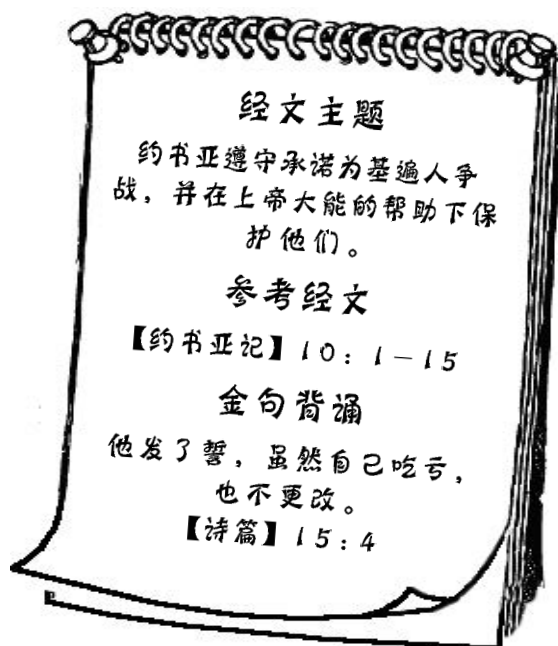 经文主题
约书亚遵守承诺为基遍人争
战，并在上帝大能的帮助下保
护他们。
参考经文
【约书亚记】10：1－15
金句背诵
他发了誓，虽然自己吃亏，
也不更改。
【诗篇】15：4